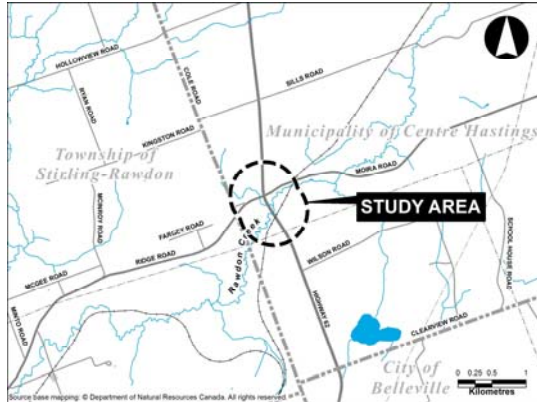 HOLLOWVIEW ROAD
RYAN ROAD
COLE ROAD
SILLS ROAD
KINGSTON ROAD
Municipality of Centre Hastings
Township of
Stirling-Rawdon
MOIRA ROAD
MCINROY ROAD
STUDY AREA
FARGEY ROAD
RIDGE ROAD
Rawdon Creek
SCHOOL HOUSE ROAD
WILSON ROAD
MCGEE ROAD
MINTO ROAD
HIGHWAY 62
CLEARVIEW ROAD
City of
Belleville
0 0.25 0.5 1
Kilometres
Source base mapping: © Department of Natural Resources Canada. All rights reserved.